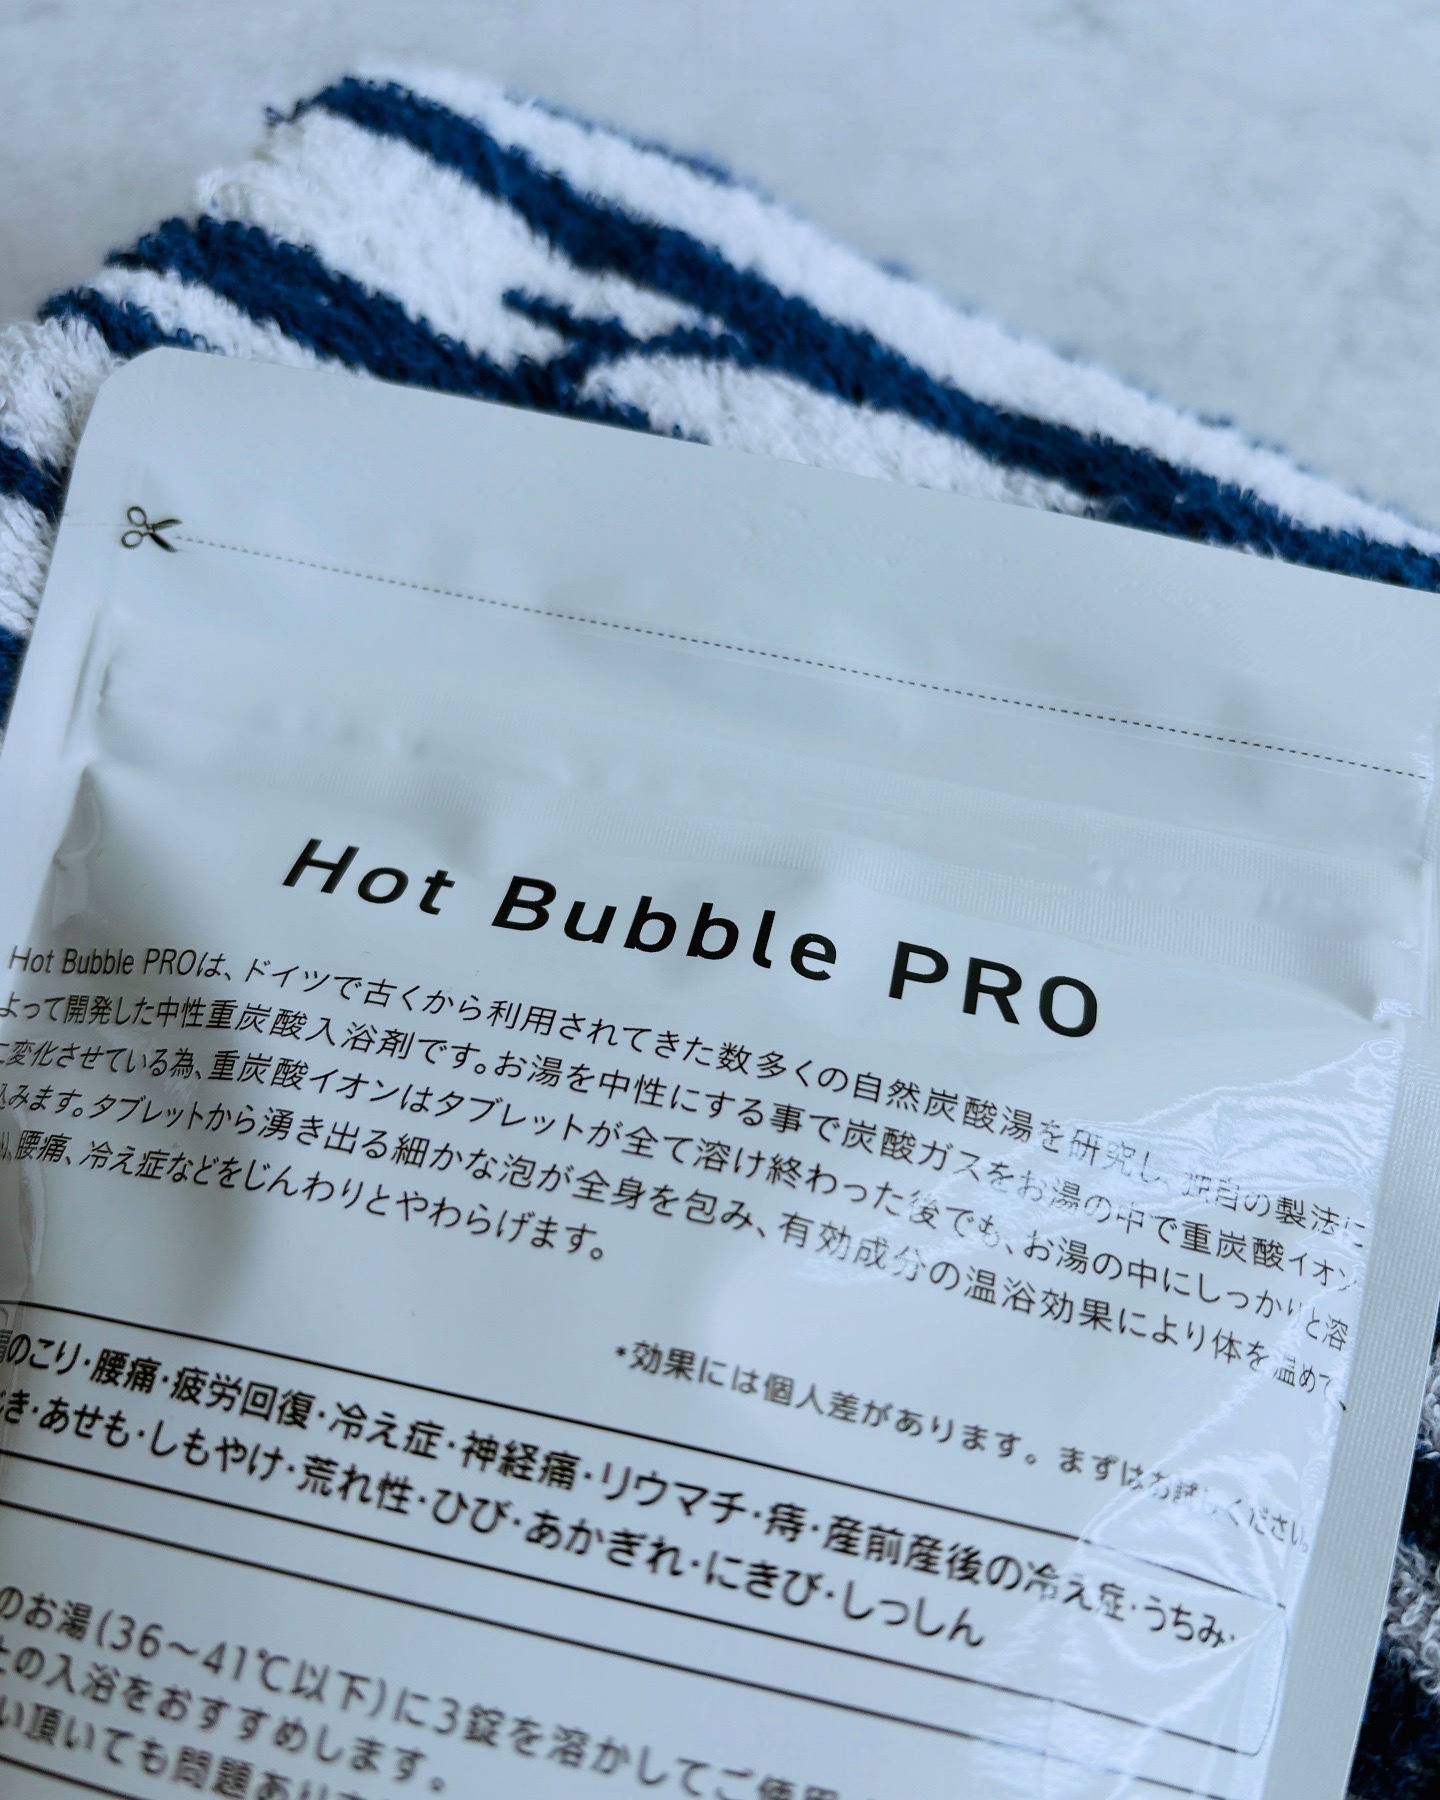 Hot Bubble PRO
Hot Bubble PROは、ドイツで古くから利用されてきた数多くの自然炭酸湯を研究し、独自の製法に
よって開発した中性重炭酸入浴剤です。お湯を中性にする事で炭酸ガスをお湯の中で重炭酸イオン
に変化させている為、重炭酸イオンはタブレットが全て溶け終わった後でも、お湯の中にしっかりと溶
込みます。タブレットから湧き出る細かな泡が全身を包み、有効成分の温浴効果により体を温めて、
腰痛、冷え症などをじんわりとやわらげます。
*効果には個人差があります。まずはお試しください。
のこり・腰痛・疲労回復・冷え症・神経痛・リウマチ・痔・産前産後の冷え症・うちみ・
き・あせも・しもやけ・荒れ性・ひび・あかぎれ・にきび・しっしん
のお湯(36〜41℃以下)に3錠を溶かしてご使用
の入浴をおすすめします。
い頂いても問題あり